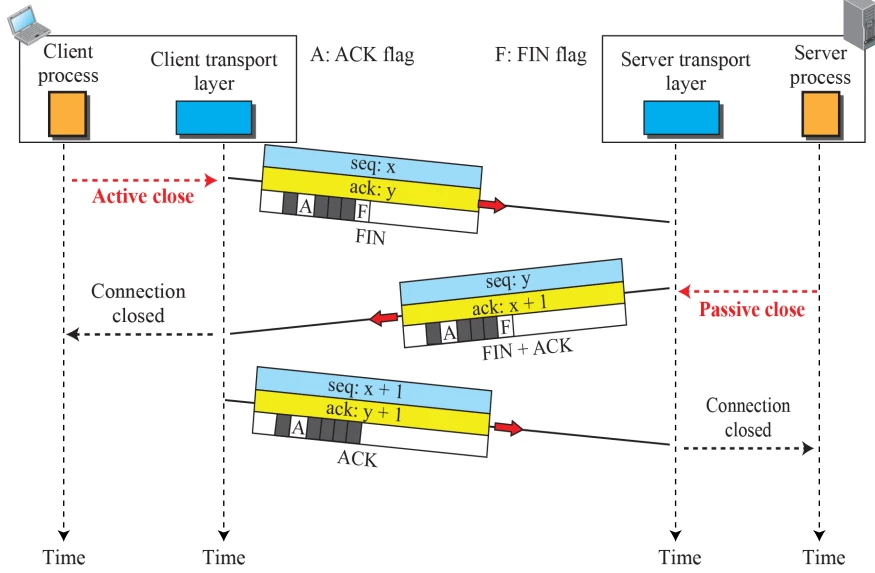 Client
process
Client transport
layer
A: ACK flag
F: FIN flag
Server transport
layer
Server
process
Active close
seq: x
ack: y
A
F
FIN
Connection
closed
seq: y
ack: x + 1
A
F
FIN + ACK
Passive close
seq: x + 1
ack: y + 1
A
ACK
Connection
closed
Time
Time
Time
Time